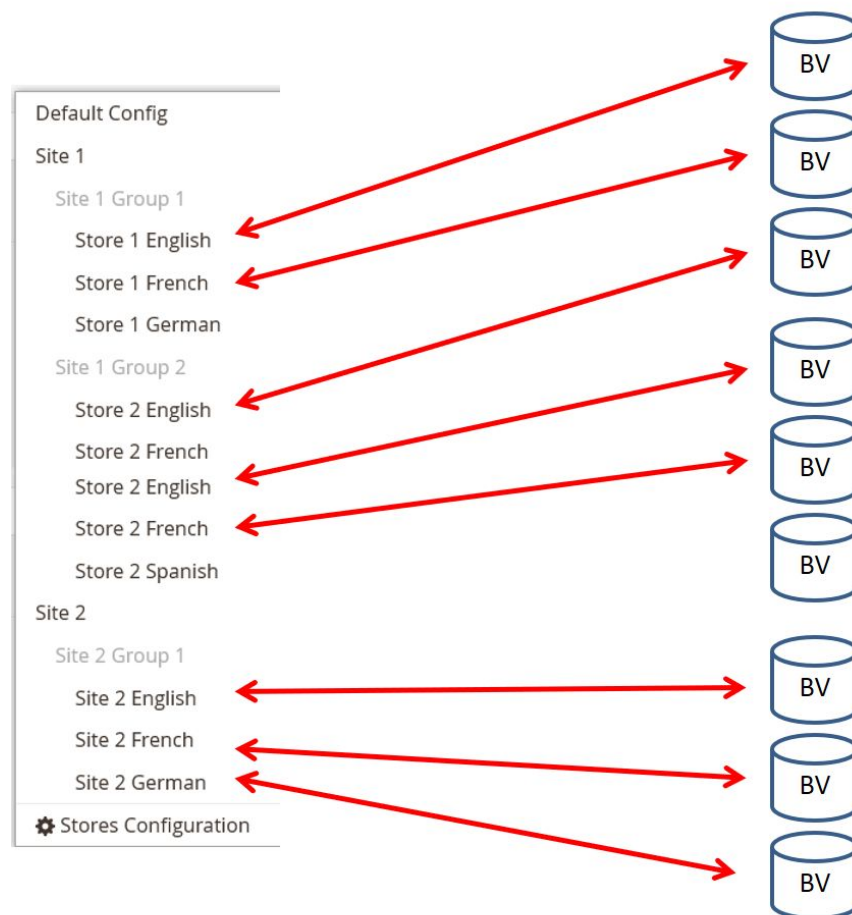 Default Config
Site 1
Site 1 Group 1
Store 1 English
Store 1 French
Store 1 German
Site 1 Group 2
Store 2 English
Store 2 French
Store 2 English
Store 2 French
Store 2 Spanish
Site 2
Site 2 Group 1
Site 2 English
Site 2 French
Site 2 German
Stores Configuration
BV
BV
BV
BV
BV
BV
BV
BV
BV